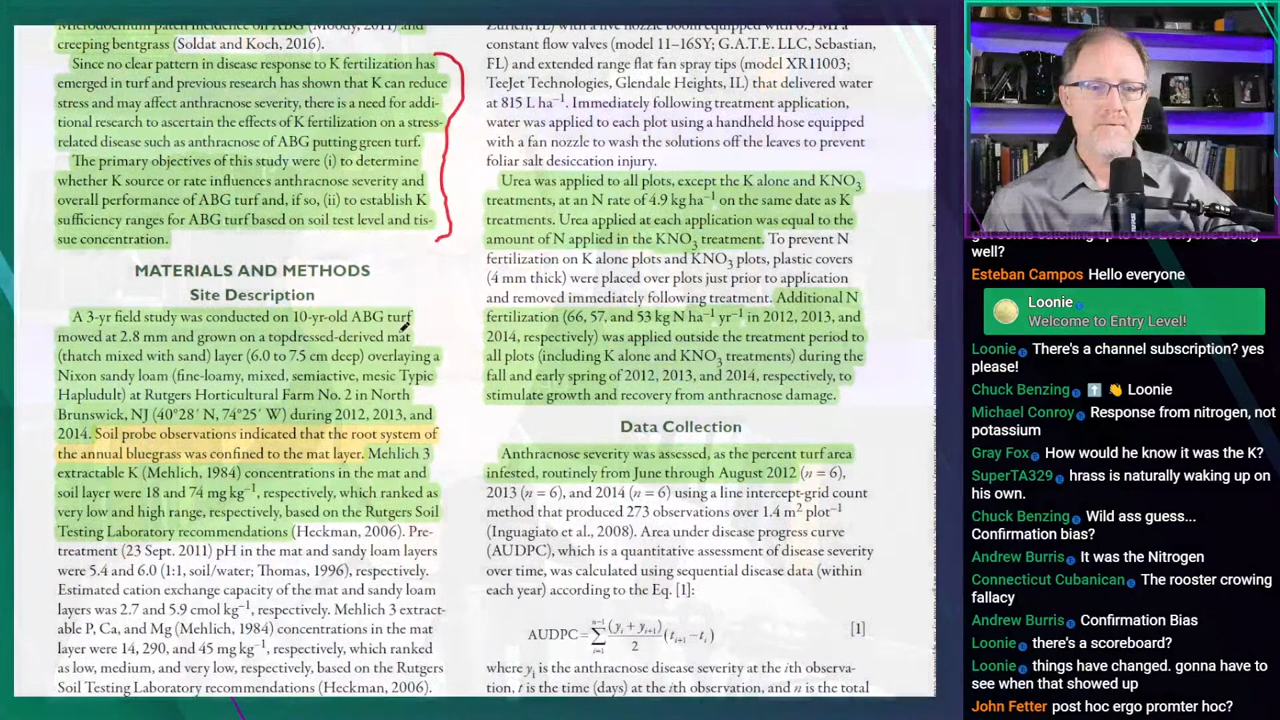 Microdochium patch incidence on ABG (Moody, 2011) and
creeping bentgrass (Soldat and Koch, 2016).
Since no clear pattern in disease response to K fertilization has
emerged in turf and previous research has shown that K can reduce
stress and may affect anthracnose severity, there is a need for addi-
tional research to ascertain the effects of K fertilization on a stress-
related disease such as anthracnose of ABG putting green turf.
The primary objectives of this study were (i) to determine
whether K source or rate influences anthracnose severity and
overall performance of ABG turf and, if so, (ii) to establish K
sufficiency ranges for ABG turf based on soil test level and tis-
sue concentration.
MATERIALS AND METHODS
Site Description
A 3-yr field study was conducted on 10-yr-old ABG turf
mowed at 2.8 mm and grown on a topdressed-derived mat
(thatch mixed with sand) layer (6.0 to 7.5 cm deep) overlaying a
Nixon sandy loam (fine-loamy, mixed, semiactive, mesic Typic
Hapludult) at Rutgers Horticultural Farm No. 2 in North
Brunswick, NJ (40°28′ N, 74°25′ W) during 2012, 2013, and
2014. Soil probe observations indicated that the root system of
the annual bluegrass was confined to the mat layer. Mehlich 3
extractable K (Mehlich, 1984) concentrations in the mat and
soil layer were 18 and 74 mg kg⁻¹, respectively, which ranked as
very low and high range, respectively, based on the Rutgers Soil
Testing Laboratory recommendations (Heckman, 2006). Pre-
treatment (23 Sept. 2011) pH in the mat and sandy loam layers
were 5.4 and 6.0 (1:1, soil/water; Thomas, 1996), respectively.
Estimated cation exchange capacity of the mat and sandy loam
layers was 2.7 and 5.9 cmol kg⁻¹, respectively. Mehlich 3 extract-
able P, Ca, and Mg (Mehlich, 1984) concentrations in the mat
layer were 14, 290, and 45 mg kg⁻¹, respectively, which ranked
as low, medium, and very low, respectively, based on the Rutgers
Soil Testing Laboratory recommendations (Heckman, 2006).
constant flow valves (model 11–16SY; G.A.T.E. LLC, Sebastian,
FL) and extended range flat fan spray tips (model XR11003;
TeeJet Technologies, Glendale Heights, IL) that delivered water
at 815 L ha⁻¹. Immediately following treatment application,
water was applied to each plot using a handheld hose equipped
with a fan nozzle to wash the solutions off the leaves to prevent
foliar salt desiccation injury.
Urea was applied to all plots, except the K alone and KNO₃
treatments, at an N rate of 4.9 kg ha⁻¹ on the same date as K
treatments. Urea applied at each application was equal to the
amount of N applied in the KNO₃ treatment. To prevent N
fertilization on K alone plots and KNO₃ plots, plastic covers
(4 mm thick) were placed over plots just prior to application
and removed immediately following treatment. Additional N
fertilization (66, 57, and 53 kg N ha⁻¹ yr⁻¹ in 2012, 2013, and
2014, respectively) was applied outside the treatment period to
all plots (including K alone and KNO₃ treatments) during the
fall and early spring of 2012, 2013, and 2014, respectively, to
stimulate growth and recovery from anthracnose damage.
Data Collection
Anthracnose severity was assessed, as the percent turf area
infested, routinely from June through August 2012 (n = 6),
2013 (n = 6), and 2014 (n = 6) using a line intercept-grid count
method that produced 273 observations over 1.4 m² plot⁻¹
(Inguagiato et al., 2008). Area under disease progress curve
(AUDPC), which is a quantitative assessment of disease severity
over time, was calculated using sequential disease data (within
each year) according to the Eq. [1]:
AUDPC = ∑ᵢ₌₁ⁿ⁻¹ (yᵢ + yᵢ₊₁)/2 (tᵢ₊₁ − tᵢ) [1]
where yᵢ is the anthracnose disease severity at the ith observa-
tion, t is the time (days) at the ith observation, and n is the total
got some catching up to do. Everyone doing
well?
Esteban Campos Hello everyone
Loonie
Welcome to Entry Level!
Loonie There's a channel subscription? yes
please!
Chuck Benzing ⬆️ 👏 Loonie
Michael Conroy Response from nitrogen, not
potassium
Gray Fox How would he know it was the K?
SuperTA329 hrass is naturally waking up on
his own.
Chuck Benzing Wild ass guess...
Confirmation bias?
Andrew Burris It was the Nitrogen
Connecticut Cubanican The rooster crowing
fallacy
Andrew Burris Confirmation Bias
Loonie there's a scoreboard?
Loonie things have changed. gonna have to
see when that showed up
John Fetter post hoc ergo promter hoc?